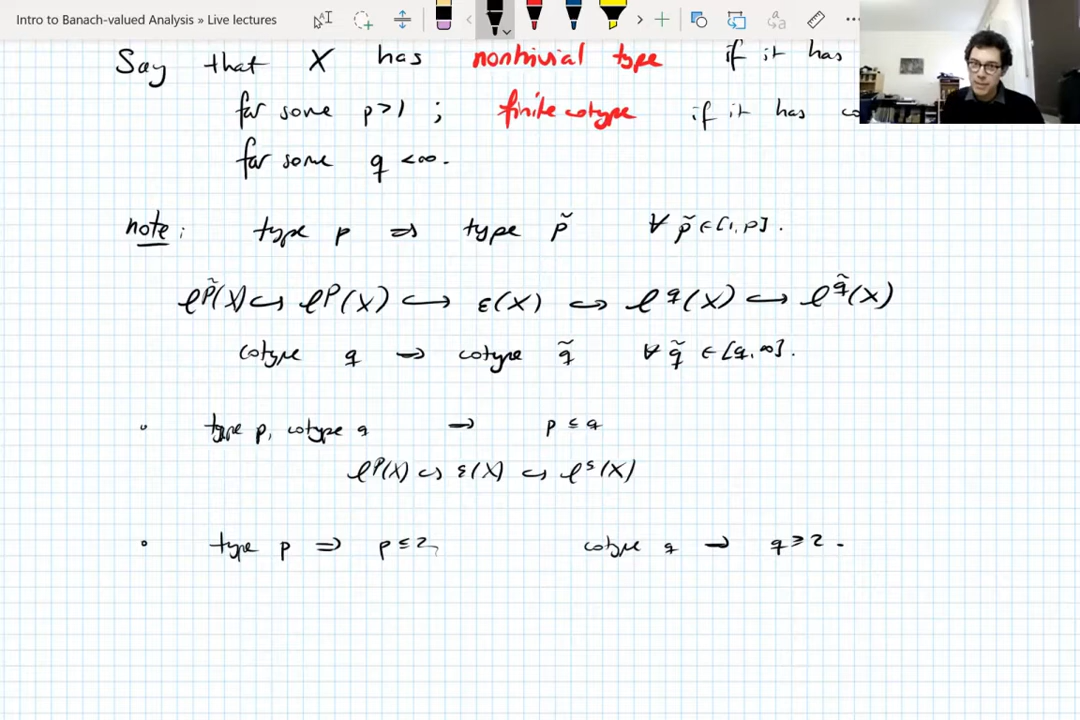 Intro to Banach-valued Analysis » Live lectures
Say that X has nontrivial type if it has
for some p>1 ; finite cotype if it has co
for some q <∞.
note: type p ⇒ type p̃ ∀ p̃ ∈ [1, p].
ℓ^p̃(X) ↪ ℓ^p(X) ↪ ε(X) ↪ ℓ^q(X) ↪ ℓ^q̃(X)
cotype q ⇒ cotype q̃ ∀ q̃ ∈ [q, ∞].
• type p, cotype q ⇒ p ≤ q
ℓ^p(X) ↪ ε(X) ↪ ℓ^q(X)
• type p ⇒ p ≤ 2, cotype q ⇒ q ≥ 2.